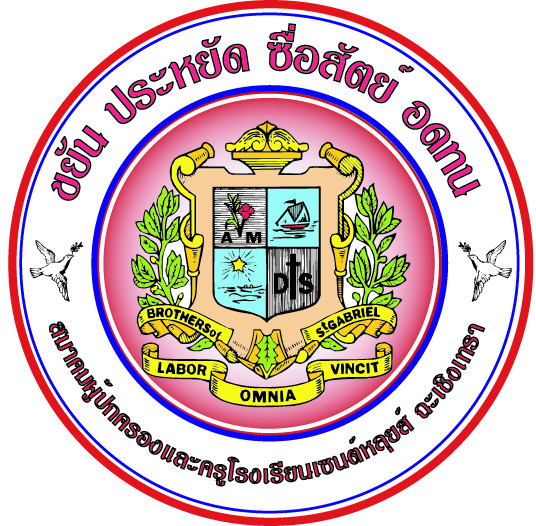 ขยัน ประหยัด ซื่อสัตย์ อดทน
A M
D S
BROTHERS OF
St GABRIEL
LABOR
OMNIA
VINCIT
สมาคมผู้ปกครองและครูโรงเรียนเซนต์หลุยส์ ฉะเชิงเทรา